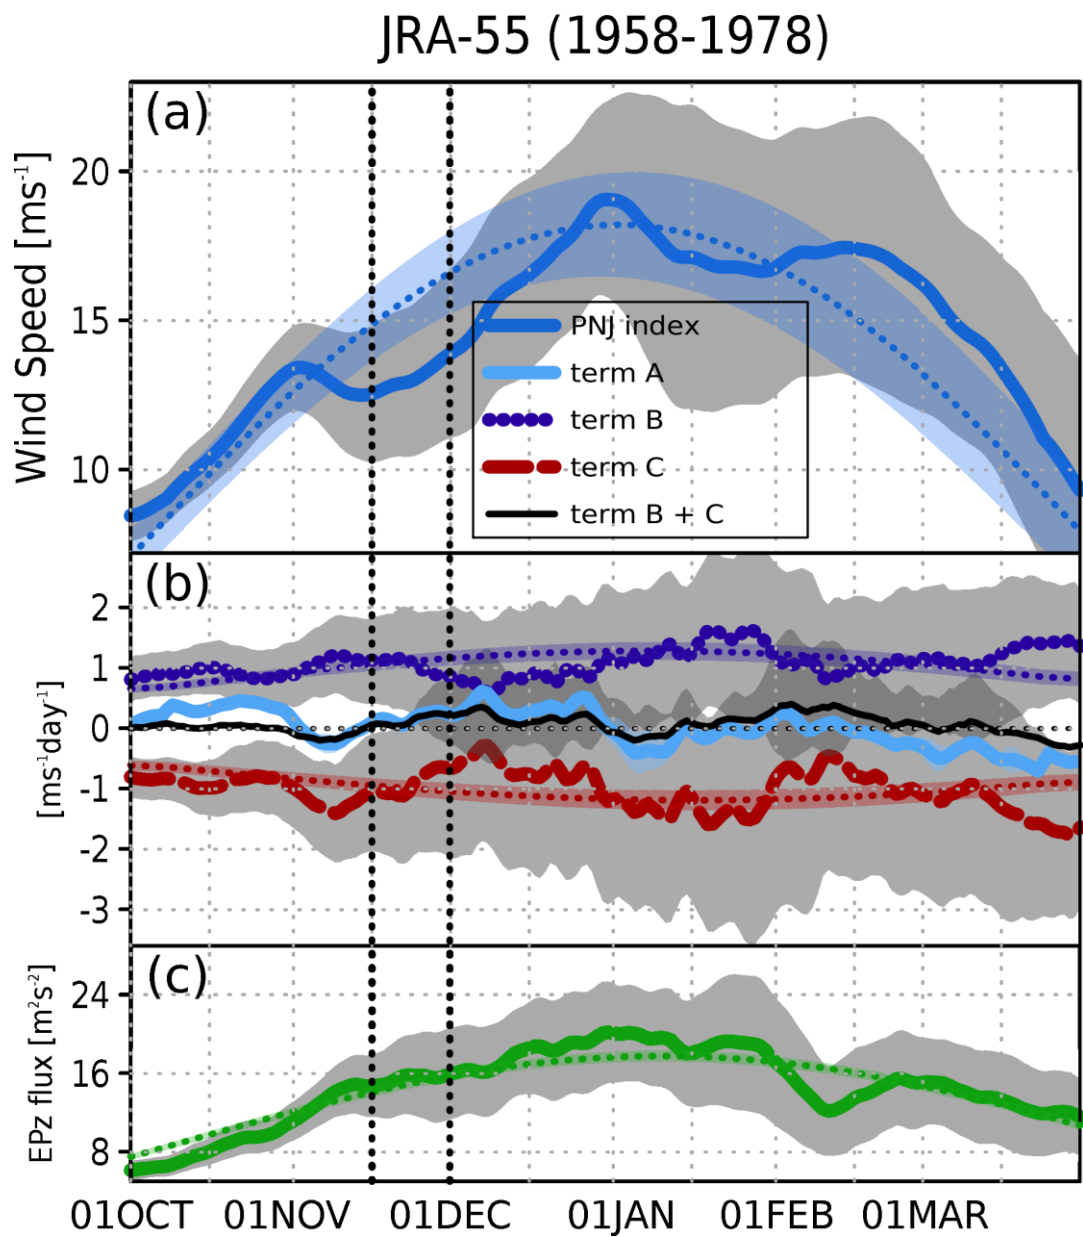 JRA-55 (1958-1978)
(a)
Wind Speed [ms⁻¹]
20
15
10
PNJ index
term A
term B
term C
term B + C
(b)
[ms⁻¹day⁻¹]
2
1
0
-1
-2
-3
(c)
EPz flux [m²s⁻²]
24
16
8
01OCT 01NOV 01DEC 01JAN 01FEB 01MAR